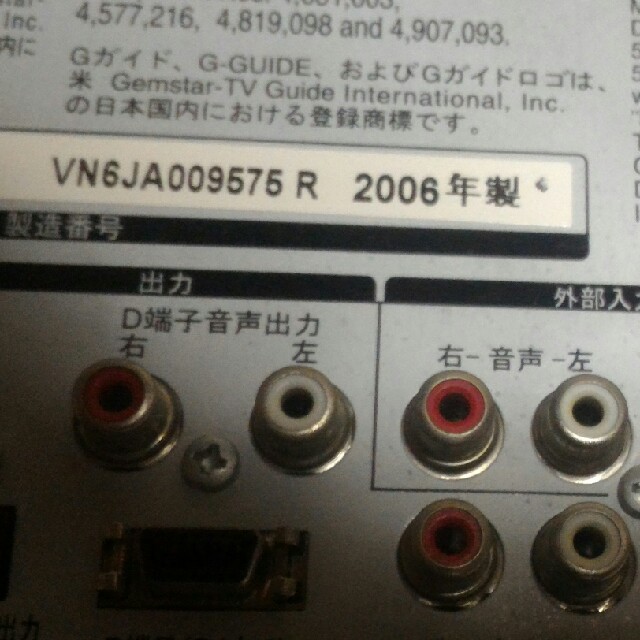 4,577,216, 4,819,098 and 4,907,093.
Gガイド、G-GUIDE、およびGガイドロゴは、
米 Gemstar-TV Guide International, Inc.
の日本国内における登録商標です。
Inc.
内に
VN6JA009575 R 2006年製
製造番号
出力
外部入力
D端子音声出力
右 左
右-音声-左
出力